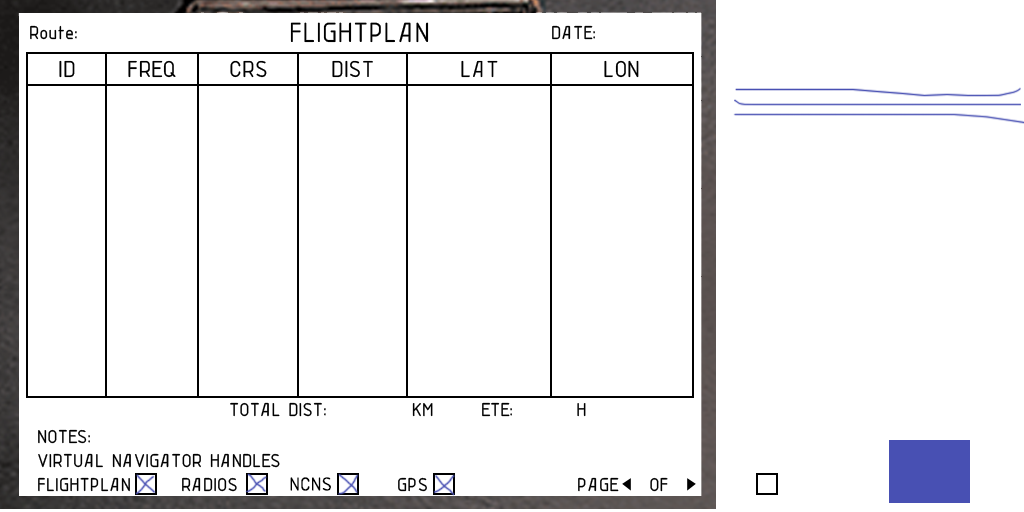 Route: FLIGHTPLAN DATE:
ID FREQ CRS DIST LAT LON
TOTAL DIST: KM ETE: H
NOTES:
VIRTUAL NAVIGATOR HANDLES
FLIGHTPLAN RADIOS NCNS GPS PAGE OF